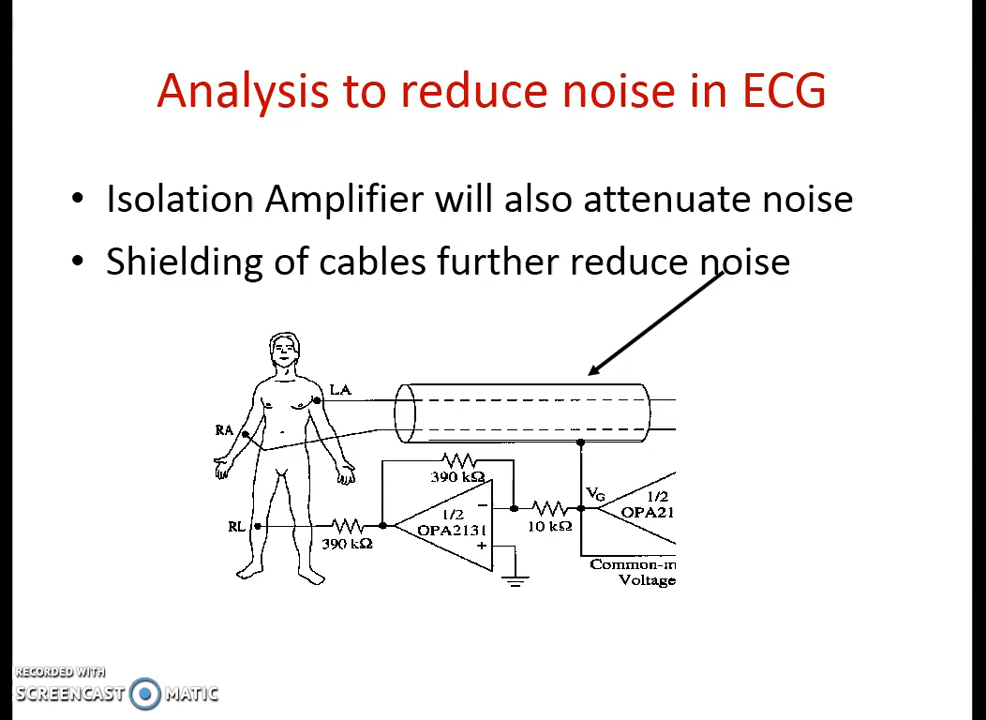 Analysis to reduce noise in ECG
• Isolation Amplifier will also attenuate noise
• Shielding of cables further reduce noise
LA
RA
390 kΩ
VG
1/2
OPA21
1/2
OPA2131
−
+
10 kΩ
RL
390 kΩ
Common-m
Voltage
RECORDED WITH
SCREENCAST MATIC